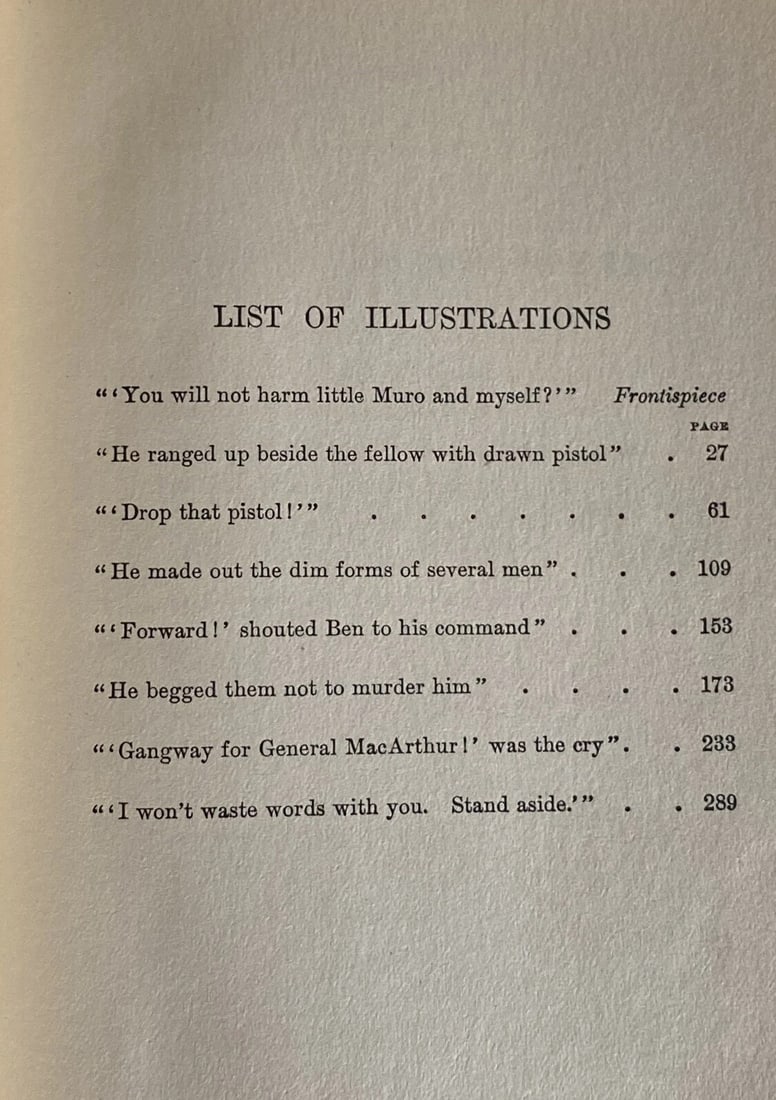 LIST OF ILLUSTRATIONS
“‘You will not harm little Muro and myself?’” Frontispiece
PAGE
“He ranged up beside the fellow with drawn pistol” . 27
“‘Drop that pistol!’” . . . . . . . 61
“He made out the dim forms of several men” . . . 109
“‘Forward!’ shouted Ben to his command” . . . 153
“He begged them not to murder him” . . . . 173
“‘Gangway for General MacArthur!’ was the cry”. . 233
“‘I won’t waste words with you. Stand aside.’” . . 289